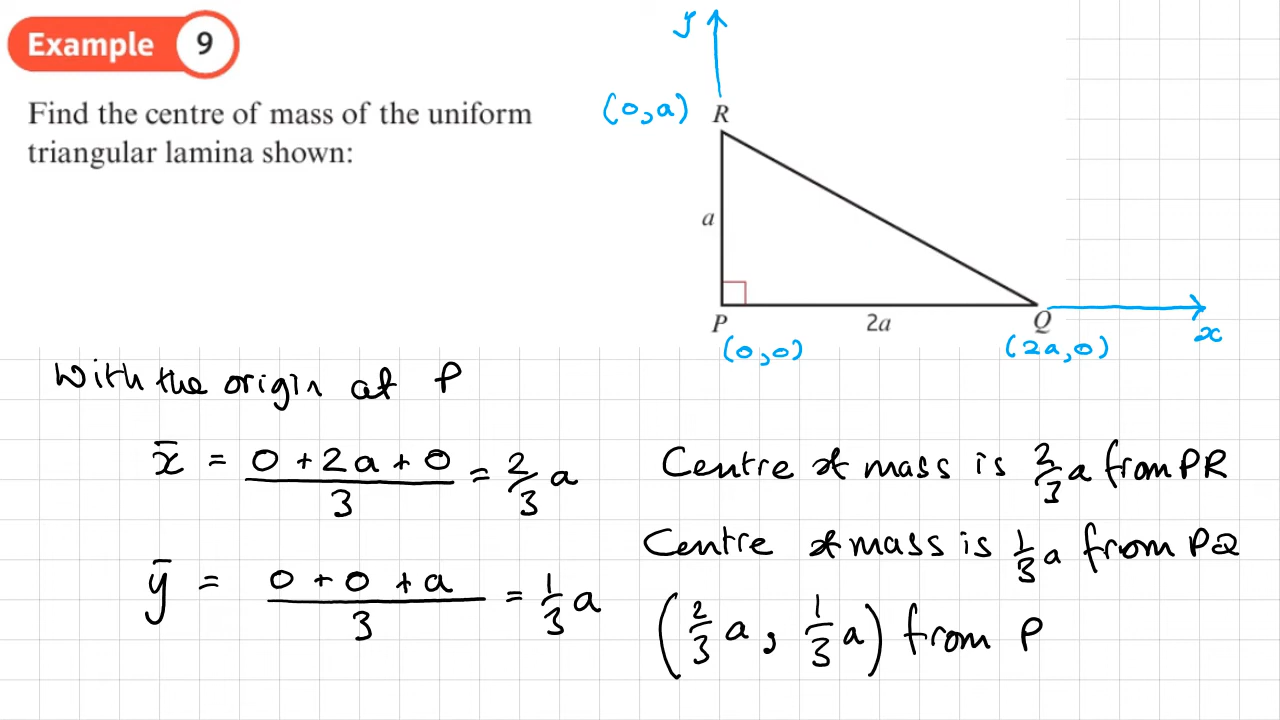 Example 9
Find the centre of mass of the uniform
triangular lamina shown:
y
(0,a) R
a
P 2a Q
(0,0) (2a,0) x
With the origin at P
x̄ = (0 + 2a + 0)/3 = 2/3 a
Centre of mass is 2/3 a from PR
Centre of mass is 1/3 a from PQ
ȳ = (0 + 0 + a)/3 = 1/3 a
(2/3 a, 1/3 a) from P